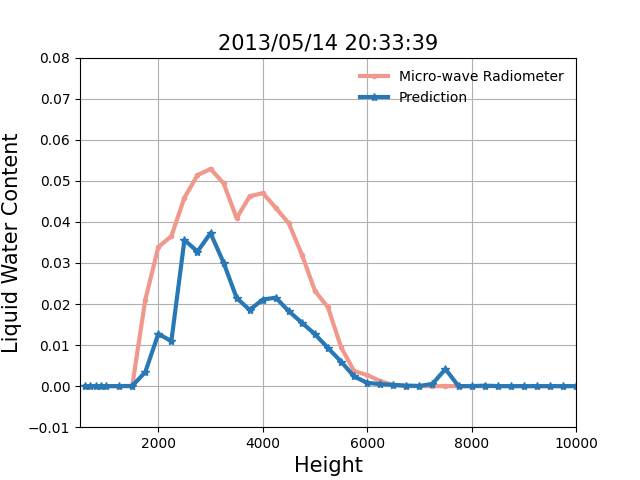 2013/05/14 20:33:39
0.08
0.07
0.06
0.05
0.04
0.03
0.02
0.01
0.00
−0.01
Liquid Water Content
Micro-wave Radiometer
Prediction
2000 4000 6000 8000 10000
Height